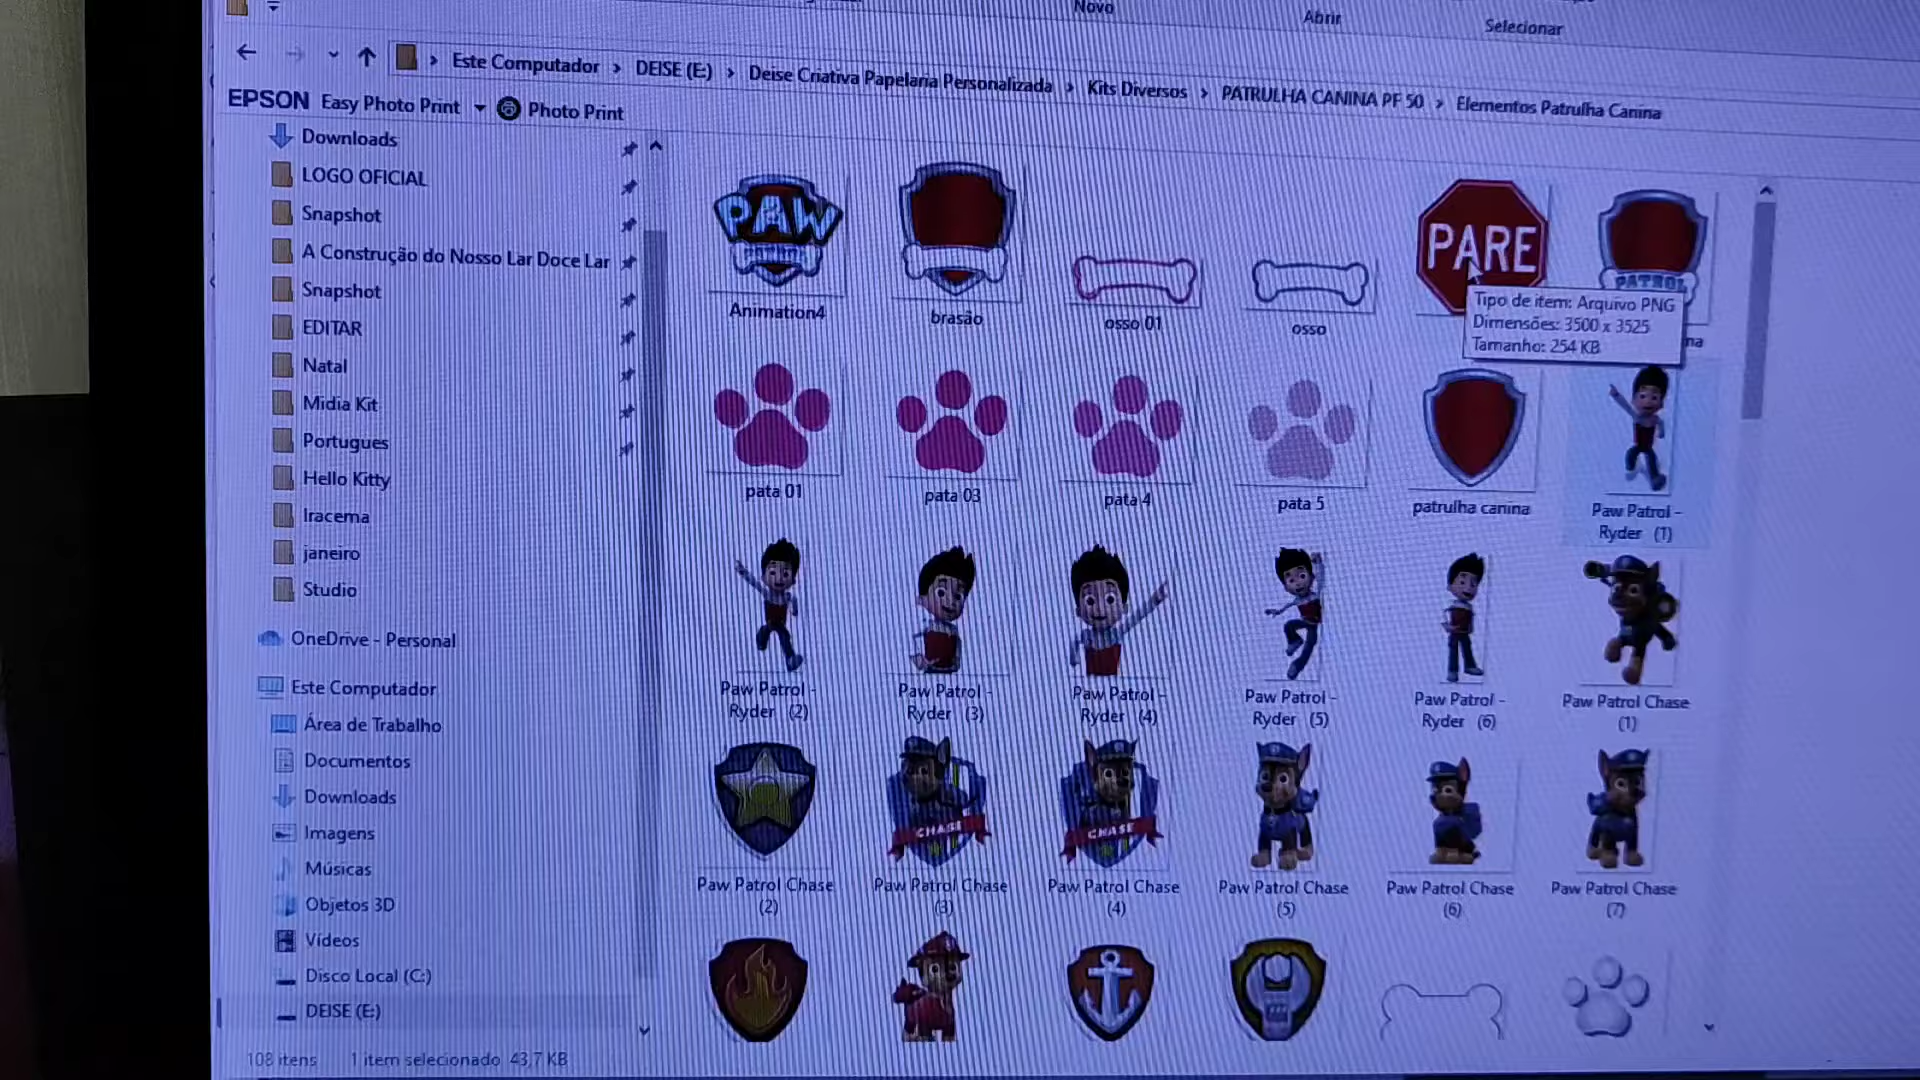 Novo
Abrir
Selecionar
Este Computador > DEISE (E:) > Deise Criativa Papelaria Personalizada > Kits Diversos > PATRULHA CANINA PF 50 > Elementos Patrulha Canina
EPSON Easy Photo Print Photo Print
Downloads
LOGO OFICIAL
Snapshot
A Construção do Nosso Lar Doce Lar
Snapshot
EDITAR
Natal
Midia Kit
Portugues
Hello Kitty
Iracema
janeiro
Studio
OneDrive - Personal
Este Computador
Área de Trabalho
Documentos
Downloads
Imagens
Músicas
Objetos 3D
Vídeos
Disco Local (C:)
DEISE (E:)
108 itens 1 item selecionado 43,7 KB
PAW
PARE
PATROL
Animation4
brasão
osso 01
osso
Tipo de item: Arquivo PNG
Dimensões: 3500 x 3525
Tamanho: 254 KB
na
pata 01
pata 03
pata 4
pata 5
patrulha canina
Paw Patrol -
Ryder (1)
Paw Patrol -
Ryder (2)
Paw Patrol -
Ryder (3)
Paw Patrol -
Ryder (4)
Paw Patrol -
Ryder (5)
Paw Patrol -
Ryder (6)
Paw Patrol Chase
(1)
CHASE
CHASE
Paw Patrol Chase
(2)
Paw Patrol Chase
(3)
Paw Patrol Chase
(4)
Paw Patrol Chase
(5)
Paw Patrol Chase
(6)
Paw Patrol Chase
(7)